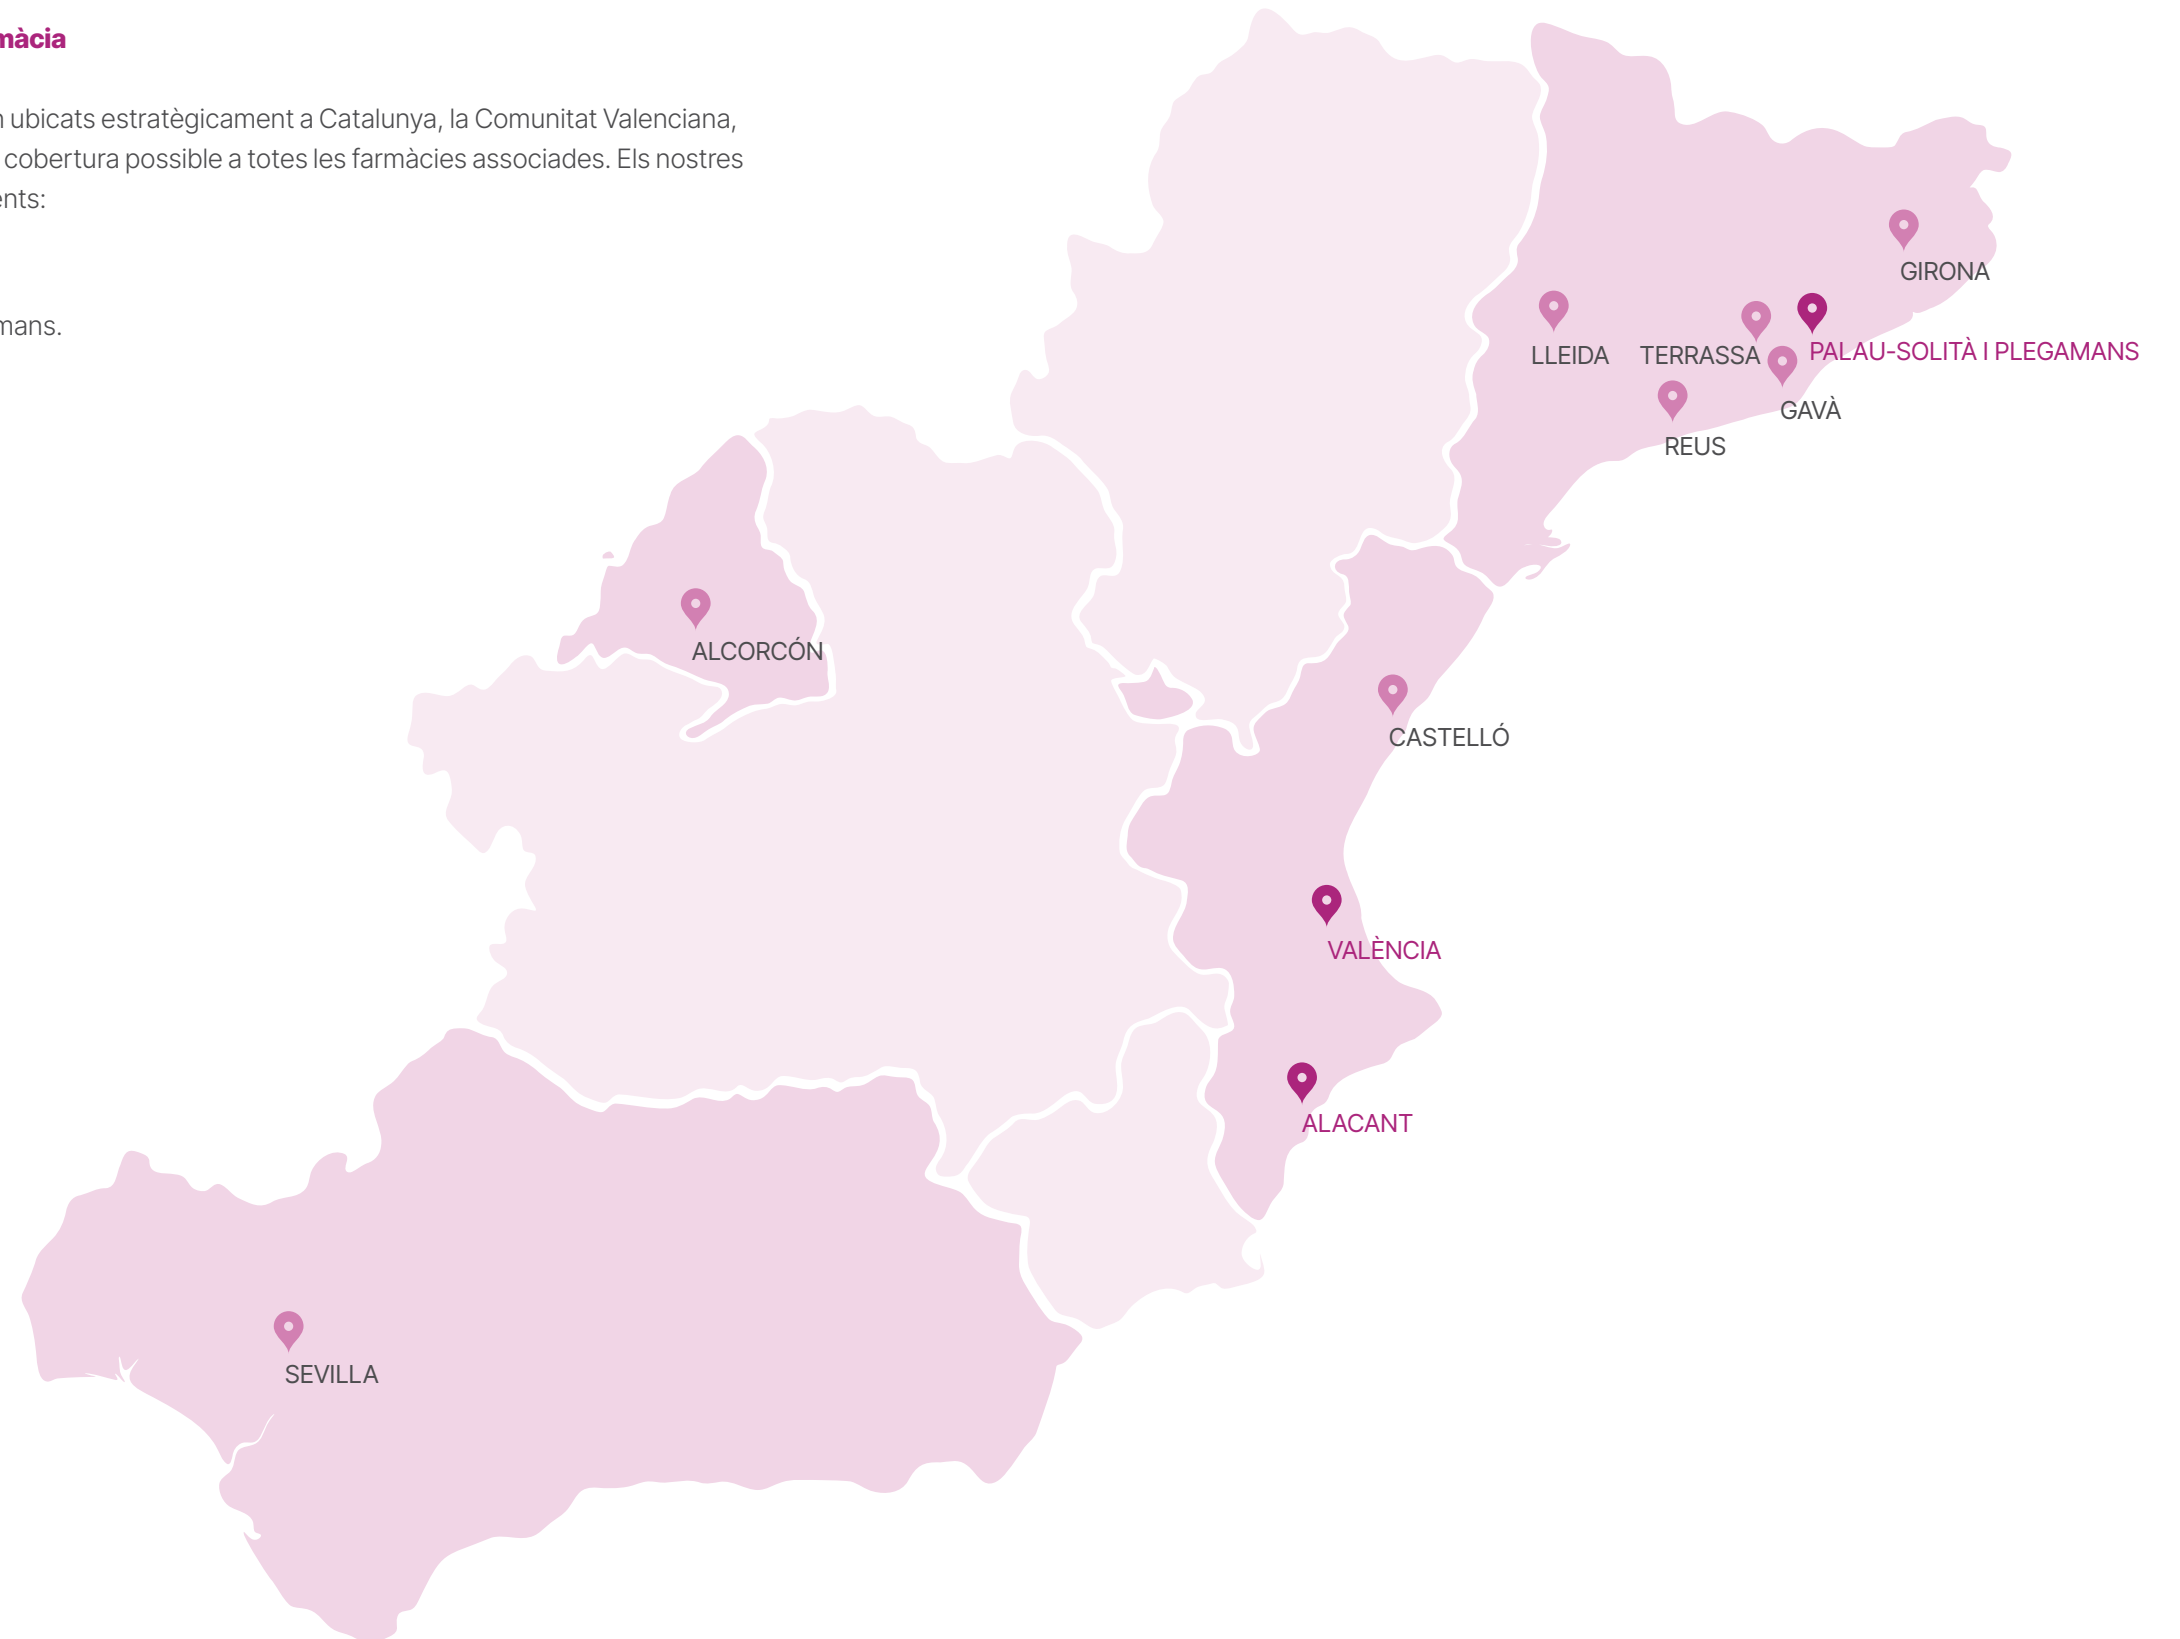 màcia
ubicats estratègicament a Catalunya, la Comunitat Valenciana,
cobertura possible a totes les farmàcies associades. Els nostres
ents:
mans.
GIRONA
LLEIDA
TERRASSA
PALAU-SOLITÀ I PLEGAMANS
GAVÀ
REUS
ALCORCÓN
CASTELLÓ
VALÈNCIA
ALACANT
SEVILLA